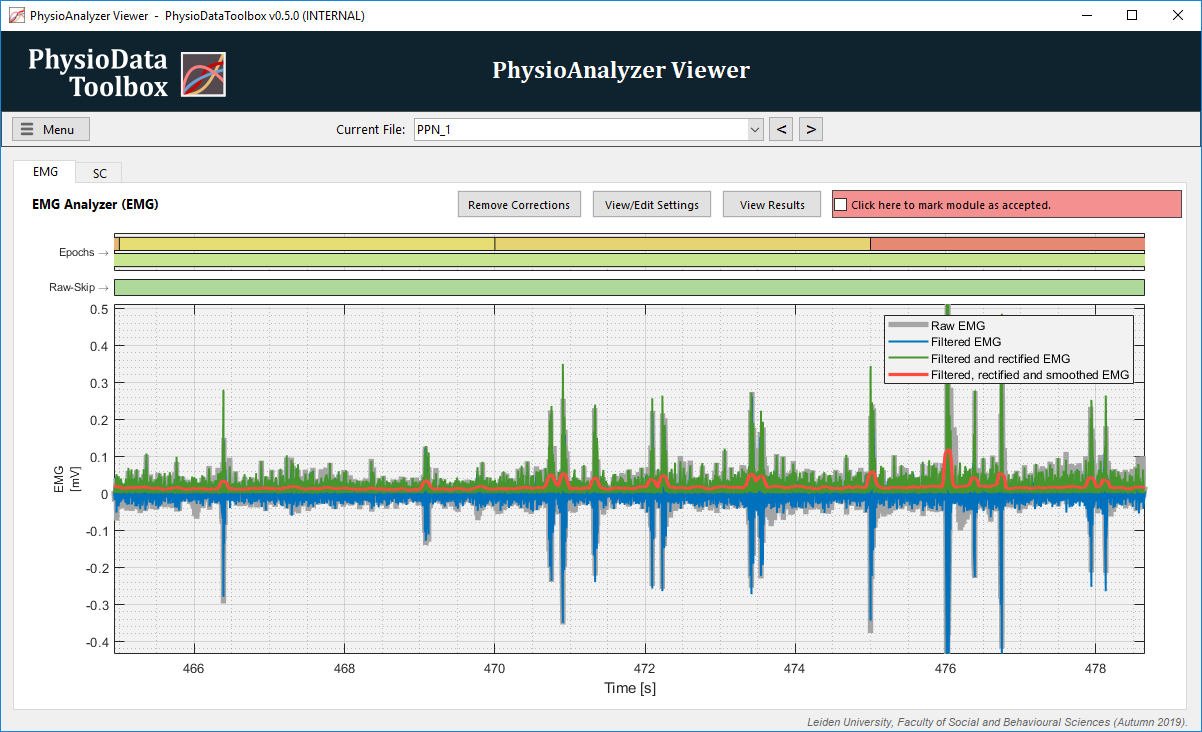 PhysioAnalyzer Viewer  -  PhysioDataToolbox v0.5.0 (INTERNAL)
PhysioData
Toolbox
PhysioAnalyzer Viewer
Menu
Current File:
PPN_1
<
>
EMG
SC
EMG Analyzer (EMG)
Remove Corrections
View/Edit Settings
View Results
Click here to mark module as accepted.
Epochs →
Raw-Skip →
0.5
0.4
0.3
0.2
0.1
0
-0.1
-0.2
-0.3
-0.4
EMG
[mV]
Raw EMG
Filtered EMG
Filtered and rectified EMG
Filtered, rectified and smoothed EMG
466
468
470
472
474
476
478
Time [s]
Leiden University, Faculty of Social and Behavioural Sciences (Autumn 2019).